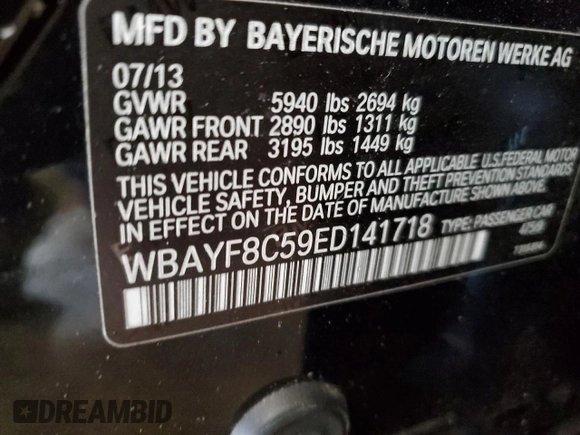 MFD BY BAYERISCHE MOTOREN WERKE AG
07/13
GVWR 5940 lbs 2694 kg
GAWR FRONT 2890 lbs 1311 kg
GAWR REAR 3195 lbs 1449 kg
THIS VEHICLE CONFORMS TO ALL APPLICABLE U.S. FEDERAL MOTOR
VEHICLE SAFETY, BUMPER AND THEFT PREVENTION STANDARDS
IN EFFECT ON THE DATE OF MANUFACTURE SHOWN ABOVE.
WBAYF8C59ED141718 TYPE: PASSENGER CAR
DREAMBID